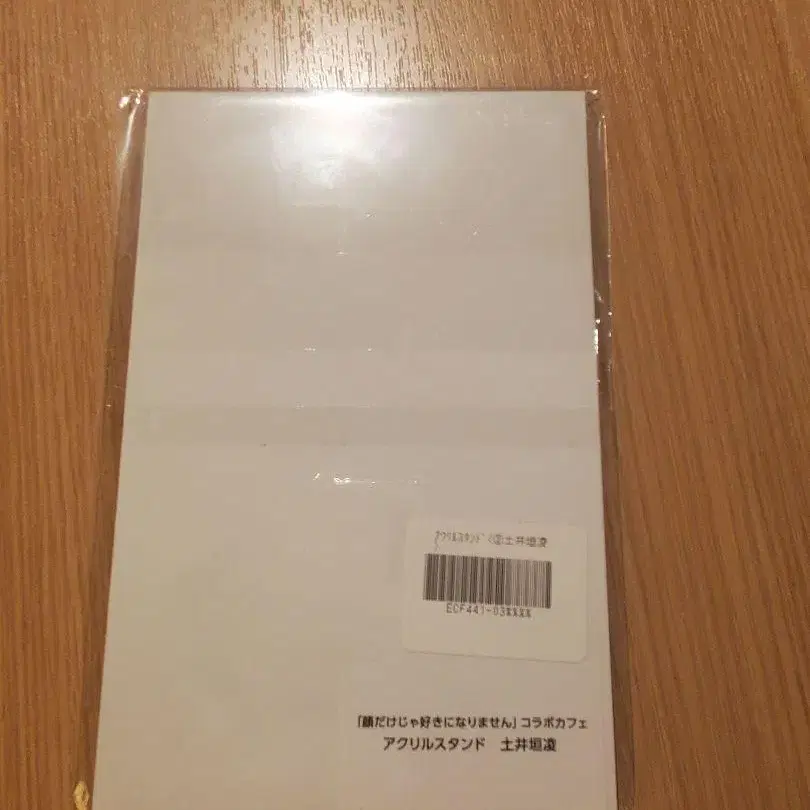 アクリルスタンド②土井垣凌
ECF441-03%%%%
「顔だけじゃ好きになりません」コラボカフェ
アクリルスタンド 土井垣凌